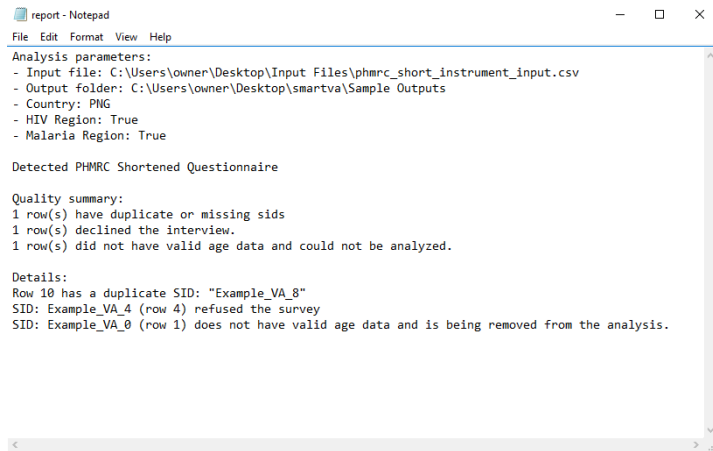 report - Notepad
File Edit Format View Help
Analysis parameters:
- Input file: C:\Users\owner\Desktop\Input Files\phmrc_short_instrument_input.csv
- Output folder: C:\Users\owner\Desktop\smartva\Sample Outputs
- Country: PNG
- HIV Region: True
- Malaria Region: True
Detected PHMRC Shortened Questionnaire
Quality summary:
1 row(s) have duplicate or missing sids
1 row(s) declined the interview.
1 row(s) did not have valid age data and could not be analyzed.
Details:
Row 10 has a duplicate SID: "Example_VA_8"
SID: Example_VA_4 (row 4) refused the survey
SID: Example_VA_0 (row 1) does not have valid age data and is being removed from the analysis.